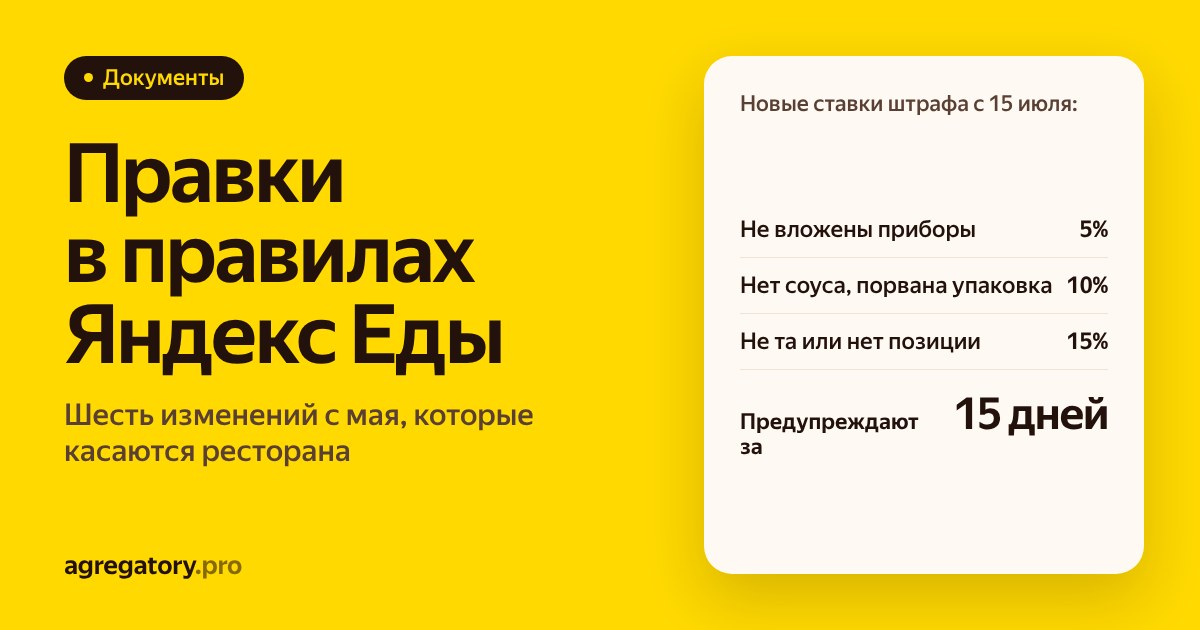 Документы
Правки
в правилах
Яндекс Еды
Шесть изменений с мая, которые
касаются ресторана
agregatory.pro
Новые ставки штрафа с 15 июля:
Не вложены приборы 5%
Нет соуса, порвана упаковка 10%
Не та или нет позиции 15%
Предупреждают за 15 дней